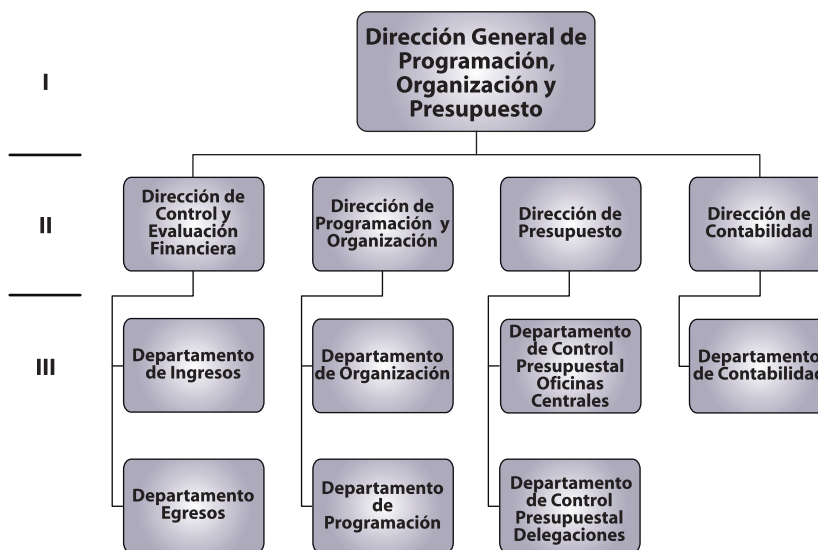 I
Dirección General de
Programación,
Organización y
Presupuesto
II
Dirección de
Control y
Evaluación
Financiera
Dirección de
Programación y
Organización
Dirección de
Presupuesto
Dirección de
Contabilidad
III
Departamento
de Ingresos
Departamento
de Organización
Departamento
de Control
Presupuestal
Oficinas
Centrales
Departamento
de Contabilidad
Departamento
Egresos
Departamento
de
Programación
Departamento
de Control
Presupuestal
Delegaciones